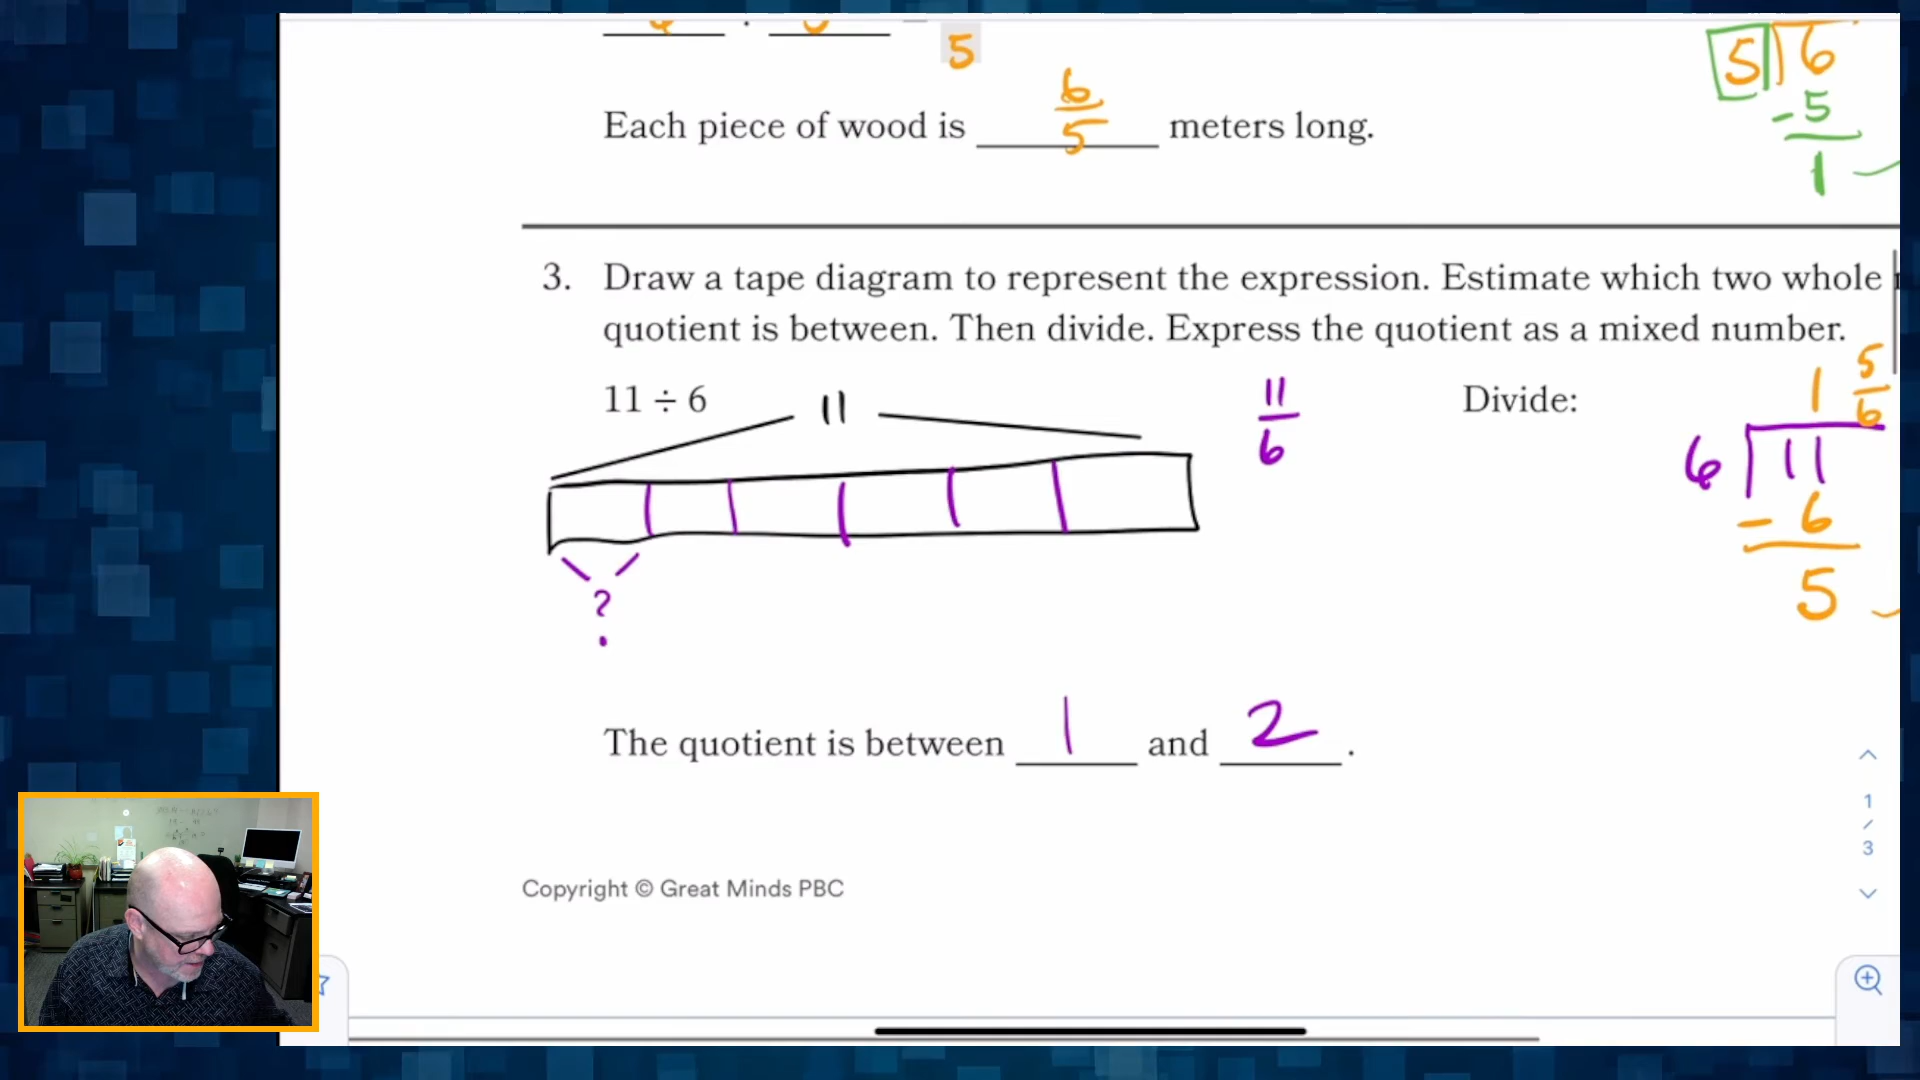 5
5 6
- 5
1
6/5
Each piece of wood is ______ meters long.
3. Draw a tape diagram to represent the expression. Estimate which two whole
quotient is between. Then divide. Express the quotient as a mixed number.
11 ÷ 6
11
11/6
Divide:
1 5/6
6 11
- 6
5
?
The quotient is between 1 and 2.
Copyright © Great Minds PBC
1
/
3